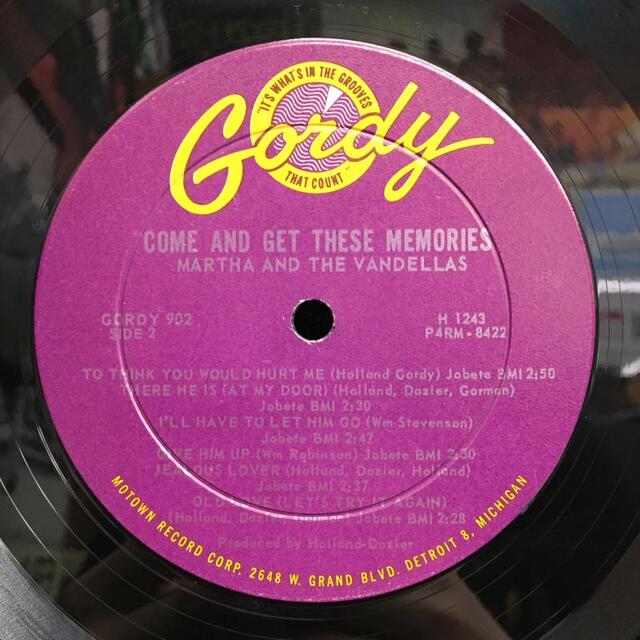 "IT'S WHAT'S IN THE GROOVES
Gordy
THAT COUNT"
"COME AND GET THESE MEMORIES
MARTHA AND THE VANDELLAS
GORDY 902
SIDE 2
H 1243
P4RM-8422
TO THINK YOU WOULD HURT ME (Holland Gordy) Jobete BMI 2:50
THERE HE IS (AT MY DOOR) (Holland, Dozier, Gorman)
Jobete BMI 2:30
I'LL HAVE TO LET HIM GO (Wm Stevenson)
Jobete BMI 2:47
GIVE HIM UP (Wm Robinson) Jobete BMI 2:30
JEALOUS LOVER (Holland, Dozier, Holland)
Jobete BMI 2:37
OLD LOVE (LET'S TRY IT AGAIN)
(Holland, Dozier, Jobete BMI 2:28
Produced by Holland-Dozier
MOTOWN RECORD CORP. 2648 W. GRAND BLVD. DETROIT 8, MICHIGAN